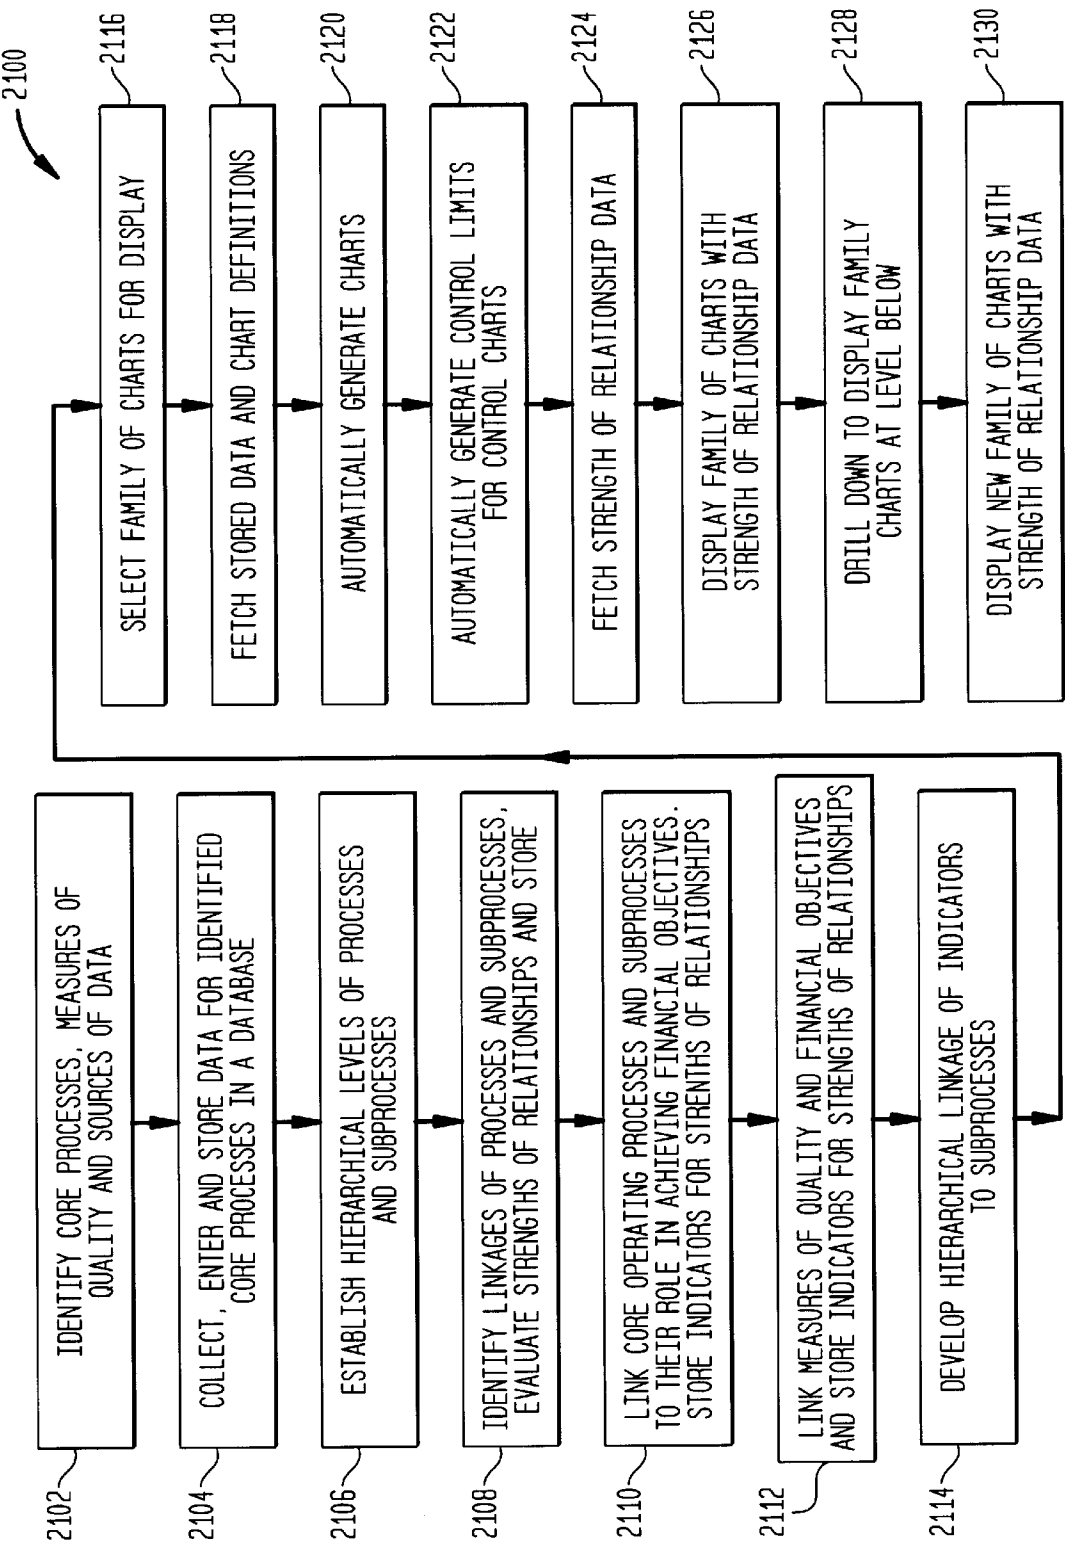 2100
2102
IDENTIFY CORE PROCESSES, MEASURES OF
QUALITY AND SOURCES OF DATA
2104
COLLECT, ENTER AND STORE DATA FOR IDENTIFIED
CORE PROCESSES IN A DATABASE
2106
ESTABLISH HIERARCHICAL LEVELS OF PROCESSES
AND SUBPROCESSES
2108
IDENTIFY LINKAGES OF PROCESSES AND SUBPROCESSES,
EVALUATE STRENGTHS OF RELATIONSHIPS AND STORE
2110
LINK CORE OPERATING PROCESSES AND SUBPROCESSES
TO THEIR ROLE IN ACHIEVING FINANCIAL OBJECTIVES.
STORE INDICATORS FOR STRENTHS OF RELATIONSHIPS
2112
LINK MEASURES OF QUALITY AND FINANCIAL OBJECTIVES
AND STORE INDICATORS FOR STRENGTHS OF RELATIONSHIPS
2114
DEVELOP HIERARCHICAL LINKAGE OF INDICATORS
TO SUBPROCESSES
2116
SELECT FAMILY OF CHARTS FOR DISPLAY
2118
FETCH STORED DATA AND CHART DEFINITIONS
2120
AUTOMATICALLY GENERATE CHARTS
2122
AUTOMATICALLY GENERATE CONTROL LIMITS
FOR CONTROL CHARTS
2124
FETCH STRENGTH OF RELATIONSHIP DATA
2126
DISPLAY FAMILY OF CHARTS WITH
STRENGTH OF RELATIONSHIP DATA
2128
DRILL DOWN TO DISPLAY FAMILY
CHARTS AT LEVEL BELOW
2130
DISPLAY NEW FAMILY OF CHARTS WITH
STRENGTH OF RELATIONSHIP DATA